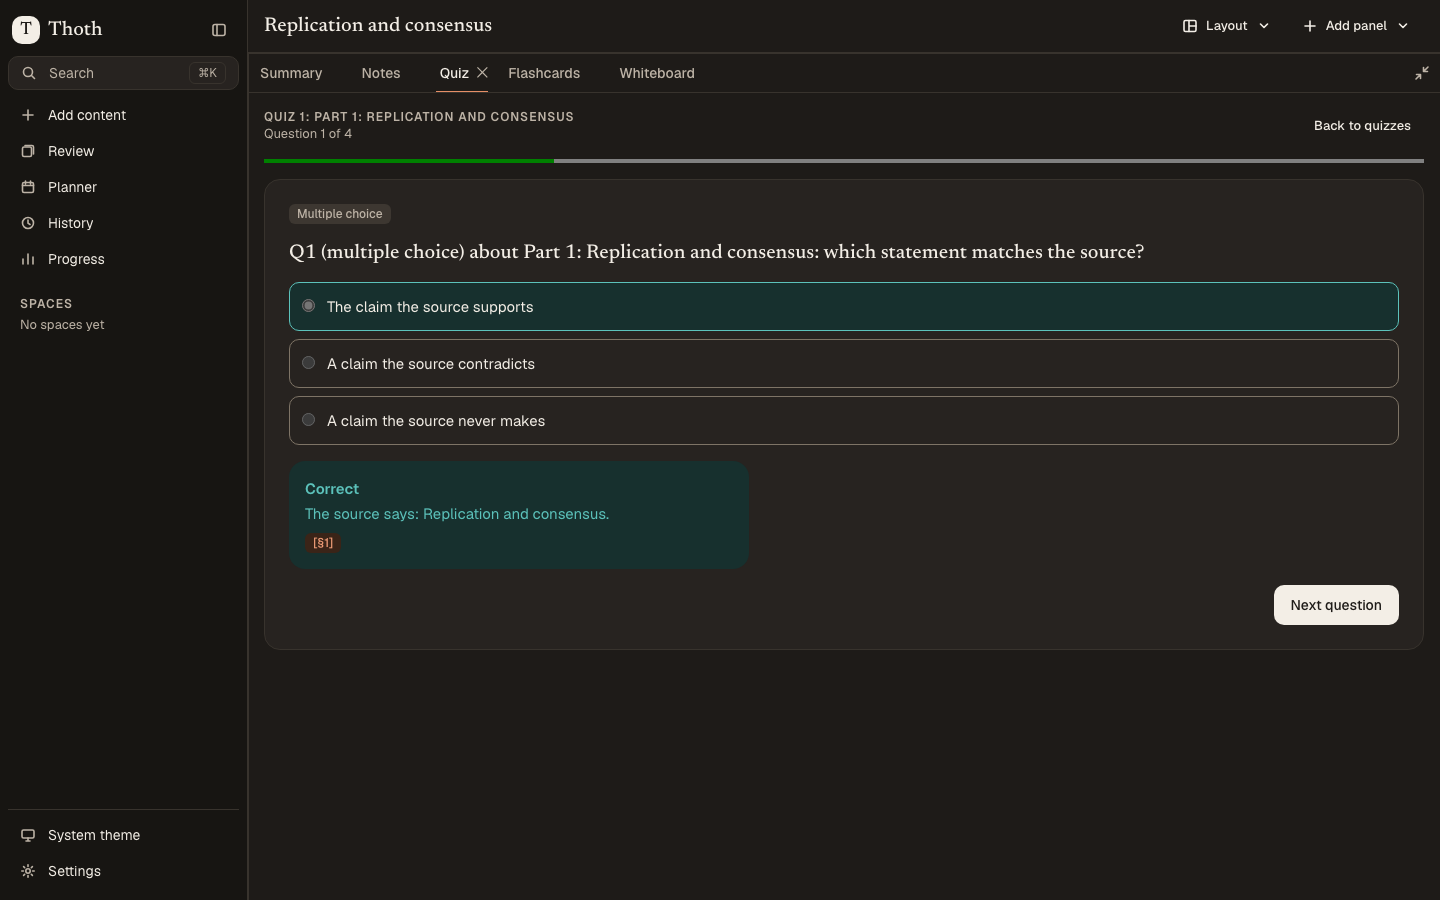 T Thoth
Search ⌘K
Add content
Review
Planner
History
Progress
SPACES
No spaces yet
System theme
Settings
Replication and consensus
Layout
Add panel
Summary
Notes
Quiz
Flashcards
Whiteboard
QUIZ 1: PART 1: REPLICATION AND CONSENSUS
Question 1 of 4
Back to quizzes
Multiple choice
Q1 (multiple choice) about Part 1: Replication and consensus: which statement matches the source?
The claim the source supports
A claim the source contradicts
A claim the source never makes
Correct
The source says: Replication and consensus.
[§1]
Next question